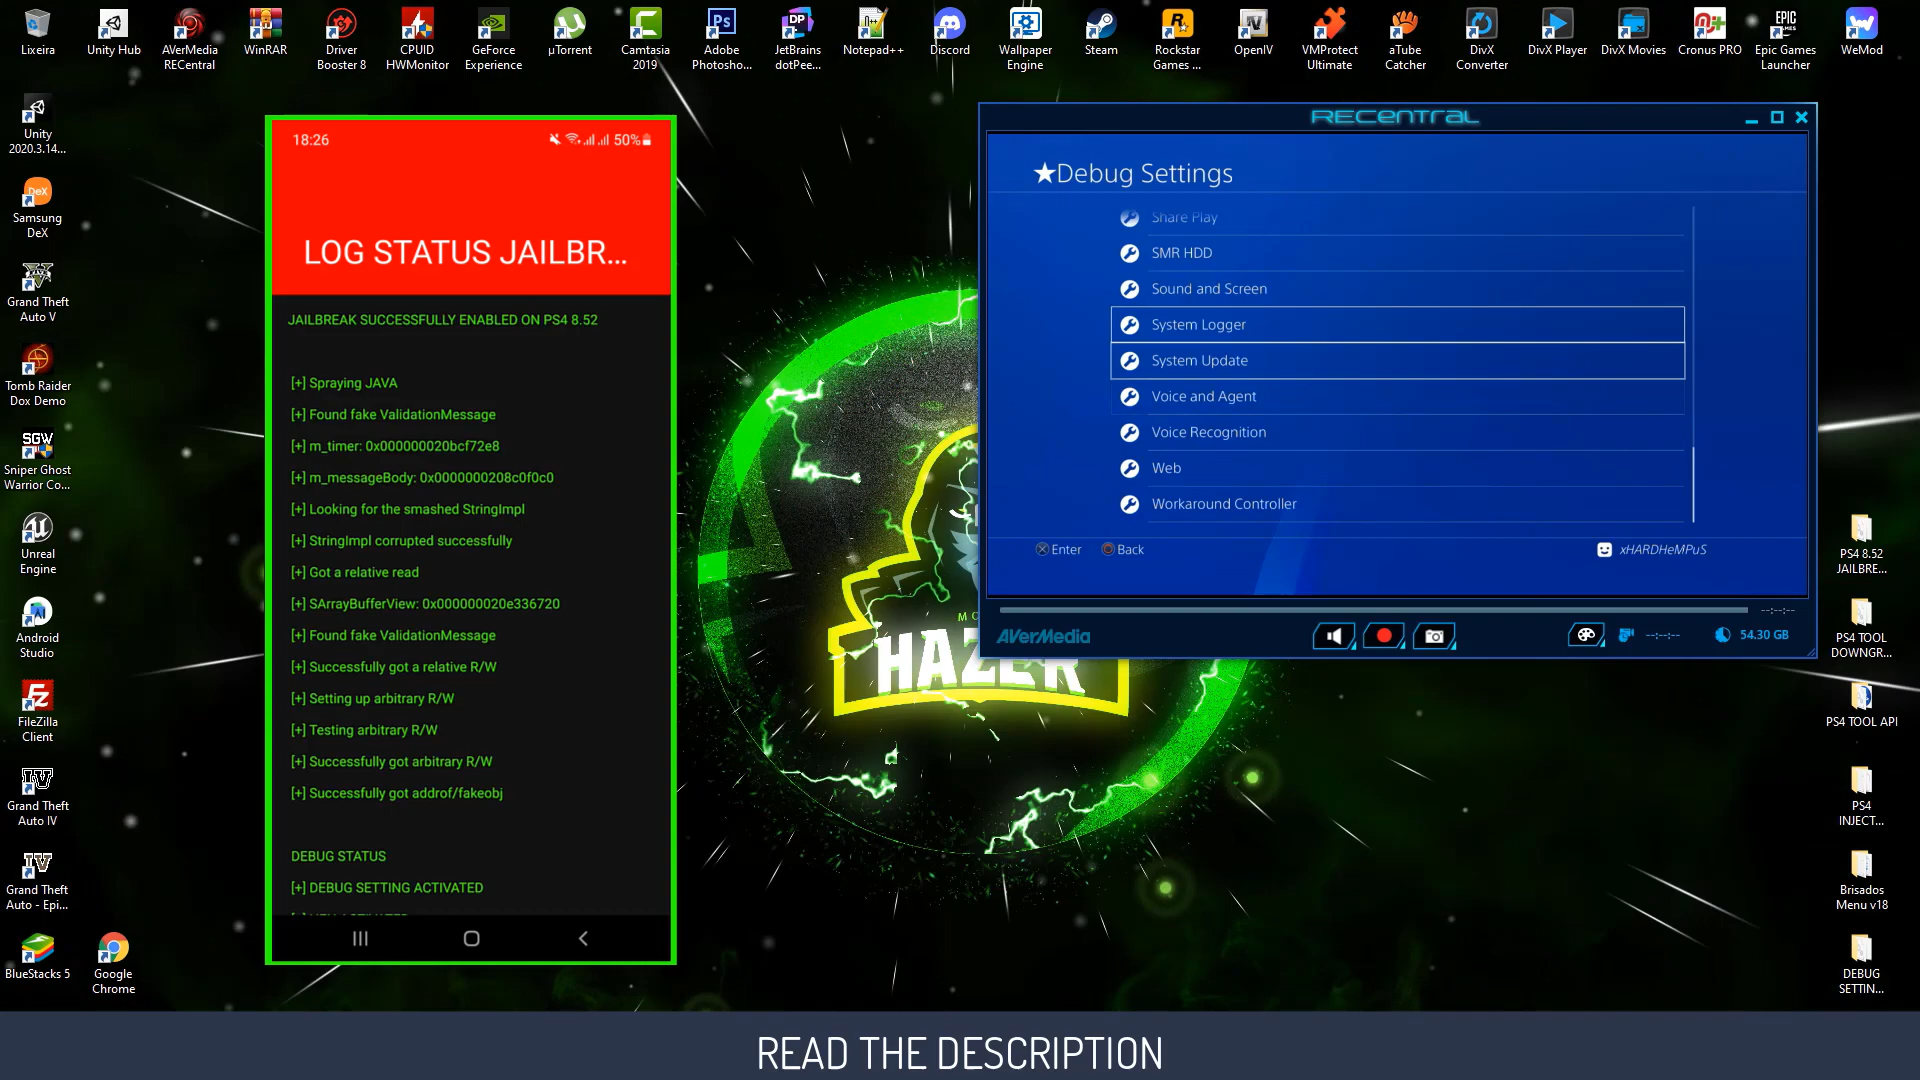 Lixeira
Unity Hub
AVerMedia
RECentral
WinRAR
Driver
Booster 8
CPUID
HWMonitor
GeForce
Experience
µTorrent
Camtasia
2019
Adobe
Photosho...
JetBrains
dotPee...
Notepad++
Discord
Wallpaper
Engine
Steam
Rockstar
Games ...
OpenIV
VMProtect
Ultimate
aTube
Catcher
DivX
Converter
DivX Player
DivX Movies
Cronus PRO
Epic Games
Launcher
WeMod
Unity
2020.3.14...
Samsung
DeX
Grand Theft
Auto V
Tomb Raider
Dox Demo
Sniper Ghost
Warrior Co...
Unreal
Engine
Android
Studio
FileZilla
Client
Grand Theft
Auto IV
Grand Theft
Auto - Epi...
BlueStacks 5
Google
Chrome
18:26
50%
LOG STATUS JAILBR...
JAILBREAK SUCCESSFULLY ENABLED ON PS4 8.52
[+] Spraying JAVA
[+] Found fake ValidationMessage
[+] m_timer: 0x000000020bcf72e8
[+] m_messageBody: 0x0000000208c0f0c0
[+] Looking for the smashed StringImpl
[+] StringImpl corrupted successfully
[+] Got a relative read
[+] SArrayBufferView: 0x000000020e336720
[+] Found fake ValidationMessage
[+] Successfully got a relative R/W
[+] Setting up arbitrary R/W
[+] Testing arbitrary R/W
[+] Successfully got arbitrary R/W
[+] Successfully got addrof/fakeobj
DEBUG STATUS
[+] DEBUG SETTING ACTIVATED
RECentral
★Debug Settings
Share Play
SMR HDD
Sound and Screen
System Logger
System Update
Voice and Agent
Voice Recognition
Web
Workaround Controller
Enter
Back
xHARDHeMPuS
--:--:--
AVerMedia
--:--:--
54.30 GB
HAZER
PS4 8.52
JAILBRE...
PS4 TOOL
DOWNGR...
PS4 TOOL API
PS4
INJECT...
Brisados
Menu v18
DEBUG
SETTIN...
READ THE DESCRIPTION